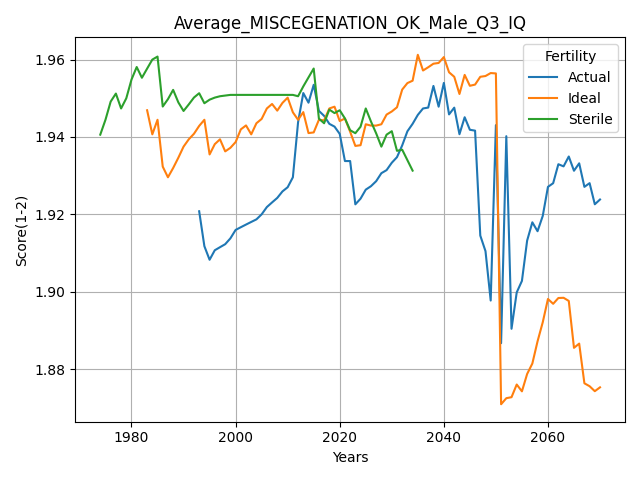 Average_MISCEGENATION_OK_Male_Q3_IQ
Fertility
Actual
Ideal
Sterile
Score(1-2)
1.96
1.94
1.92
1.90
1.88
1980
2000
2020
2040
2060
Years